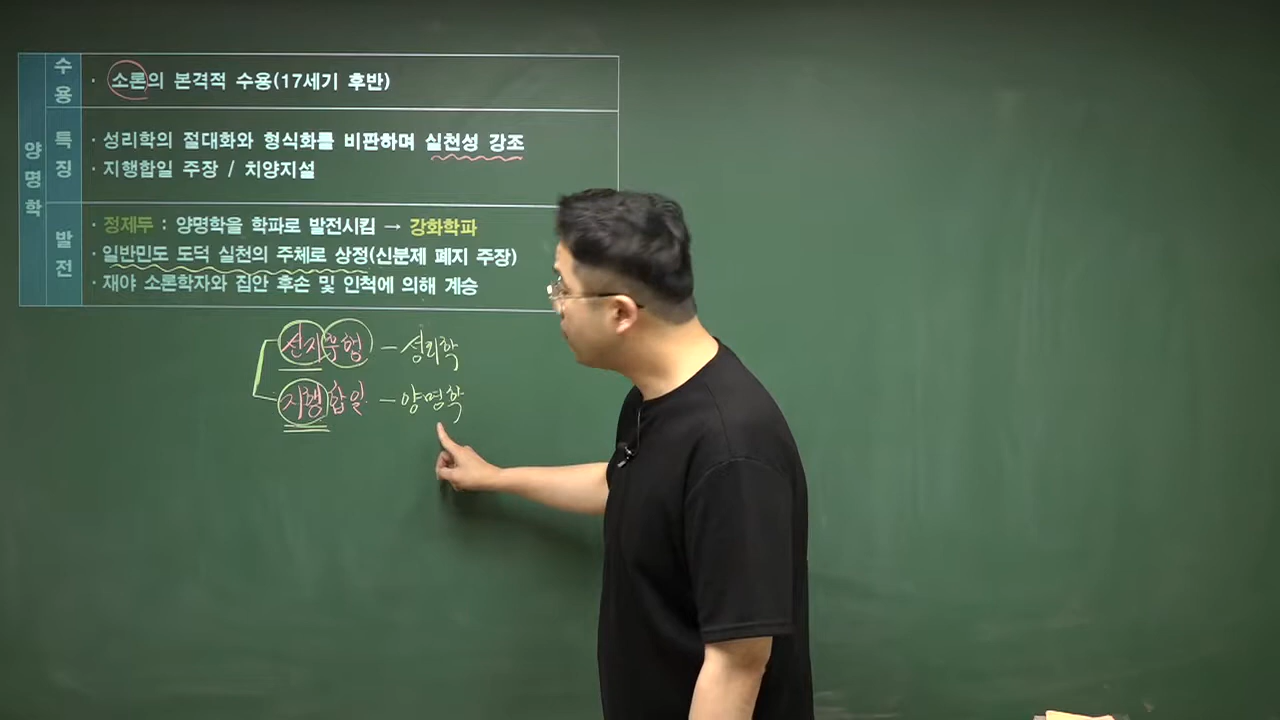 양명학
수용
· 소론의 본격적 수용(17세기 후반)
특징
· 성리학의 절대화와 형식화를 비판하며 실천성 강조
· 지행합일 주장 / 치양지설
발전
· 정제두 : 양명학을 학파로 발전시킴 → 강화학파
· 일반민도 도덕 실천의 주체로 상정(신분제 폐지 주장)
· 재야 소론학자와 집안 후손 및 인척에 의해 계승
선지후행 - 성리학
지행합일 - 양명학